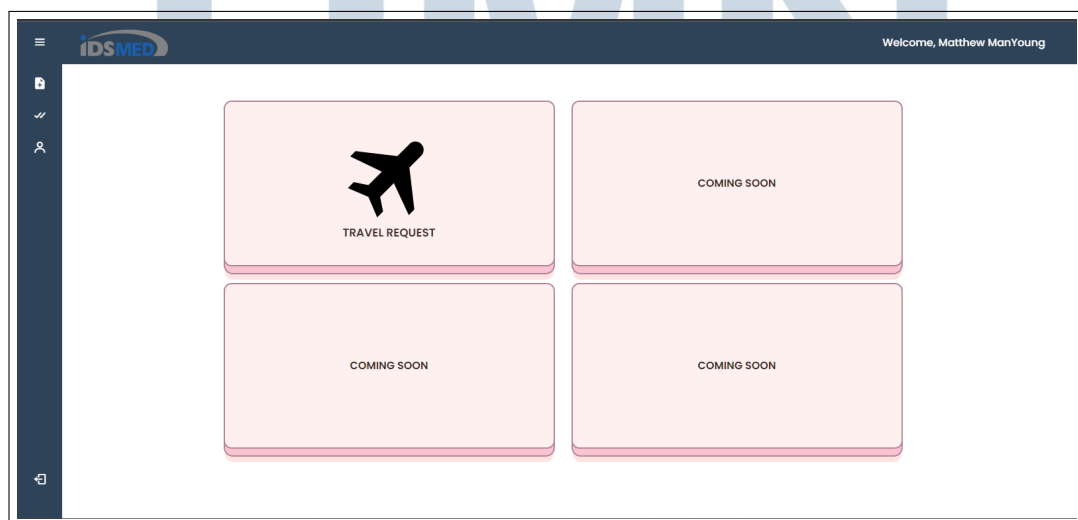 iDSMED
Welcome, Matthew ManYoung
TRAVEL REQUEST
COMING SOON
COMING SOON
COMING SOON